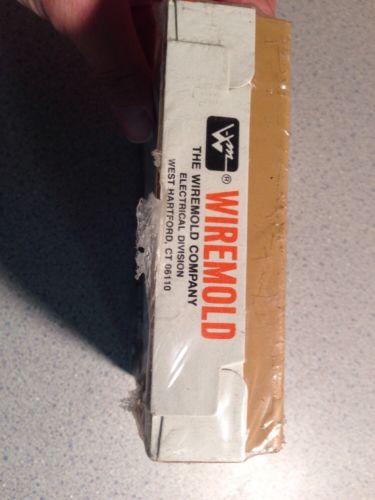 WIREMOLD
®
THE WIREMOLD COMPANY
ELECTRICAL DIVISION
WEST HARTFORD, CT 06110